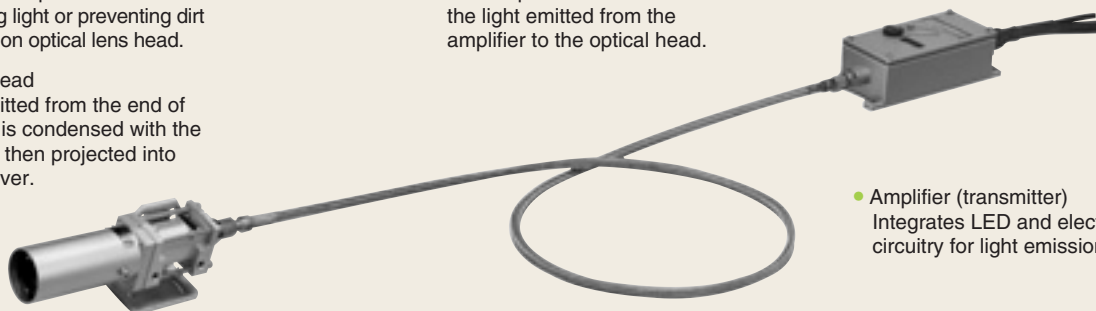 g light or preventing dirt
on optical lens head.
ead
itted from the end of
is condensed with the
then projected into
ver.
the light emitted from the
amplifier to the optical head.
Amplifier (transmitter)
Integrates LED and elect
circuitry for light emission